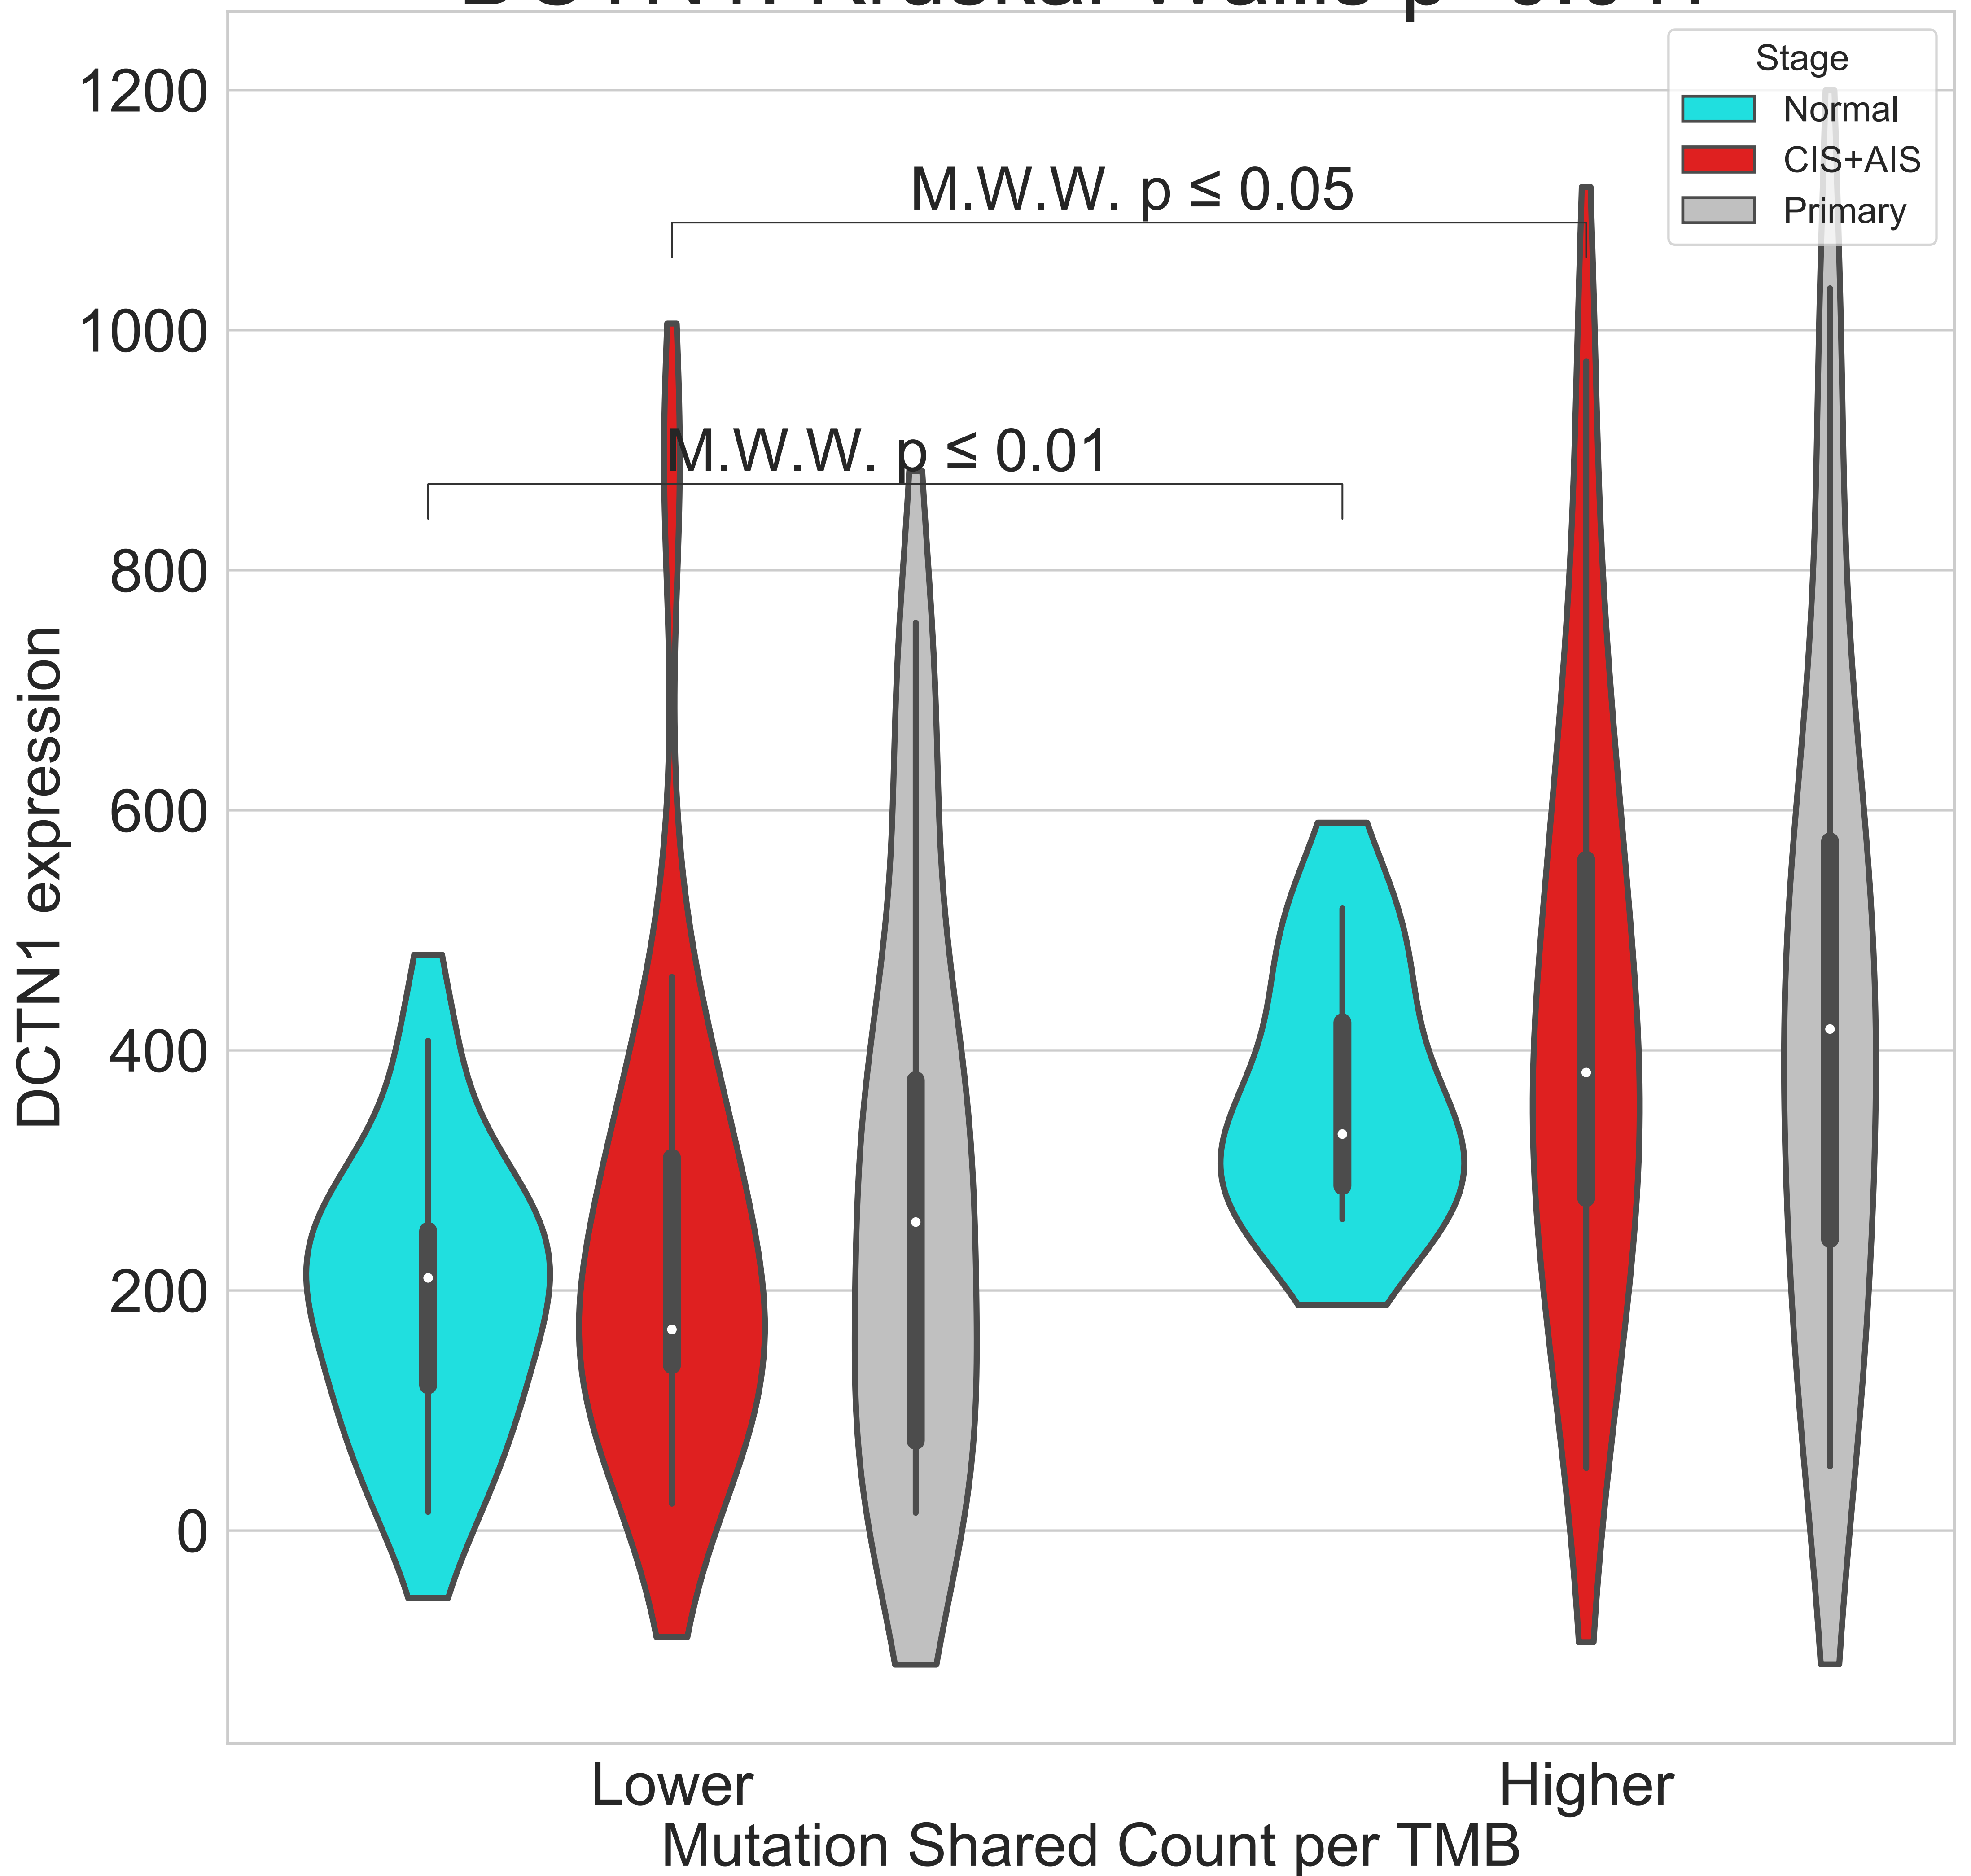 Stage
Normal
CIS+AIS
Primary
1200
1000
800
600
400
200
0
M.W.W. p ≤ 0.05
M.W.W. p ≤ 0.01
DCTN1 expression
Lower
Higher
Mutation Shared Count per TMB